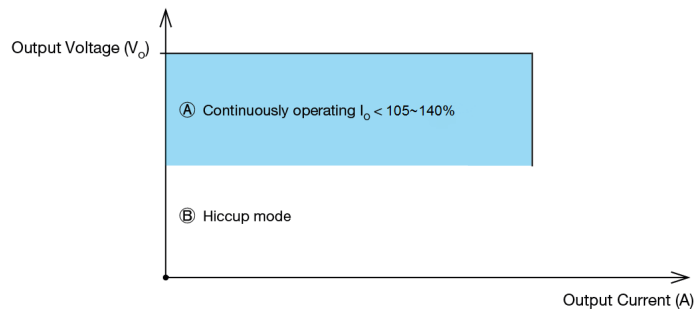 Output Voltage (Vo)
Ⓐ Continuously operating Io < 105~140%
Ⓑ Hiccup mode
Output Current (A)